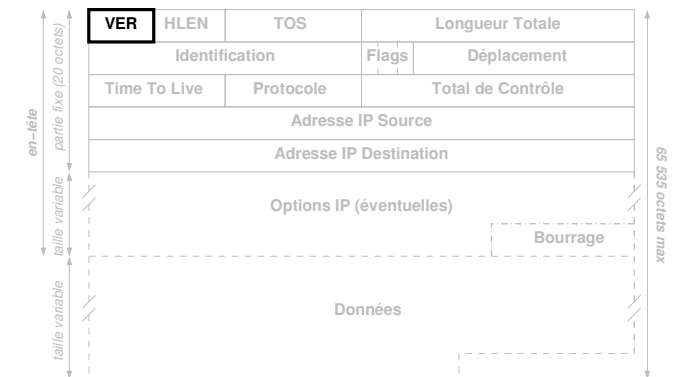 VER HLEN TOS Longueur Totale
Identification Flags Déplacement
Time To Live Protocole Total de Contrôle
Adresse IP Source
Adresse IP Destination
Options IP (éventuelles)
Bourrage
Données
en−tête
partie fixe (20 octets)
taille variable
taille variable
65 535 octets max